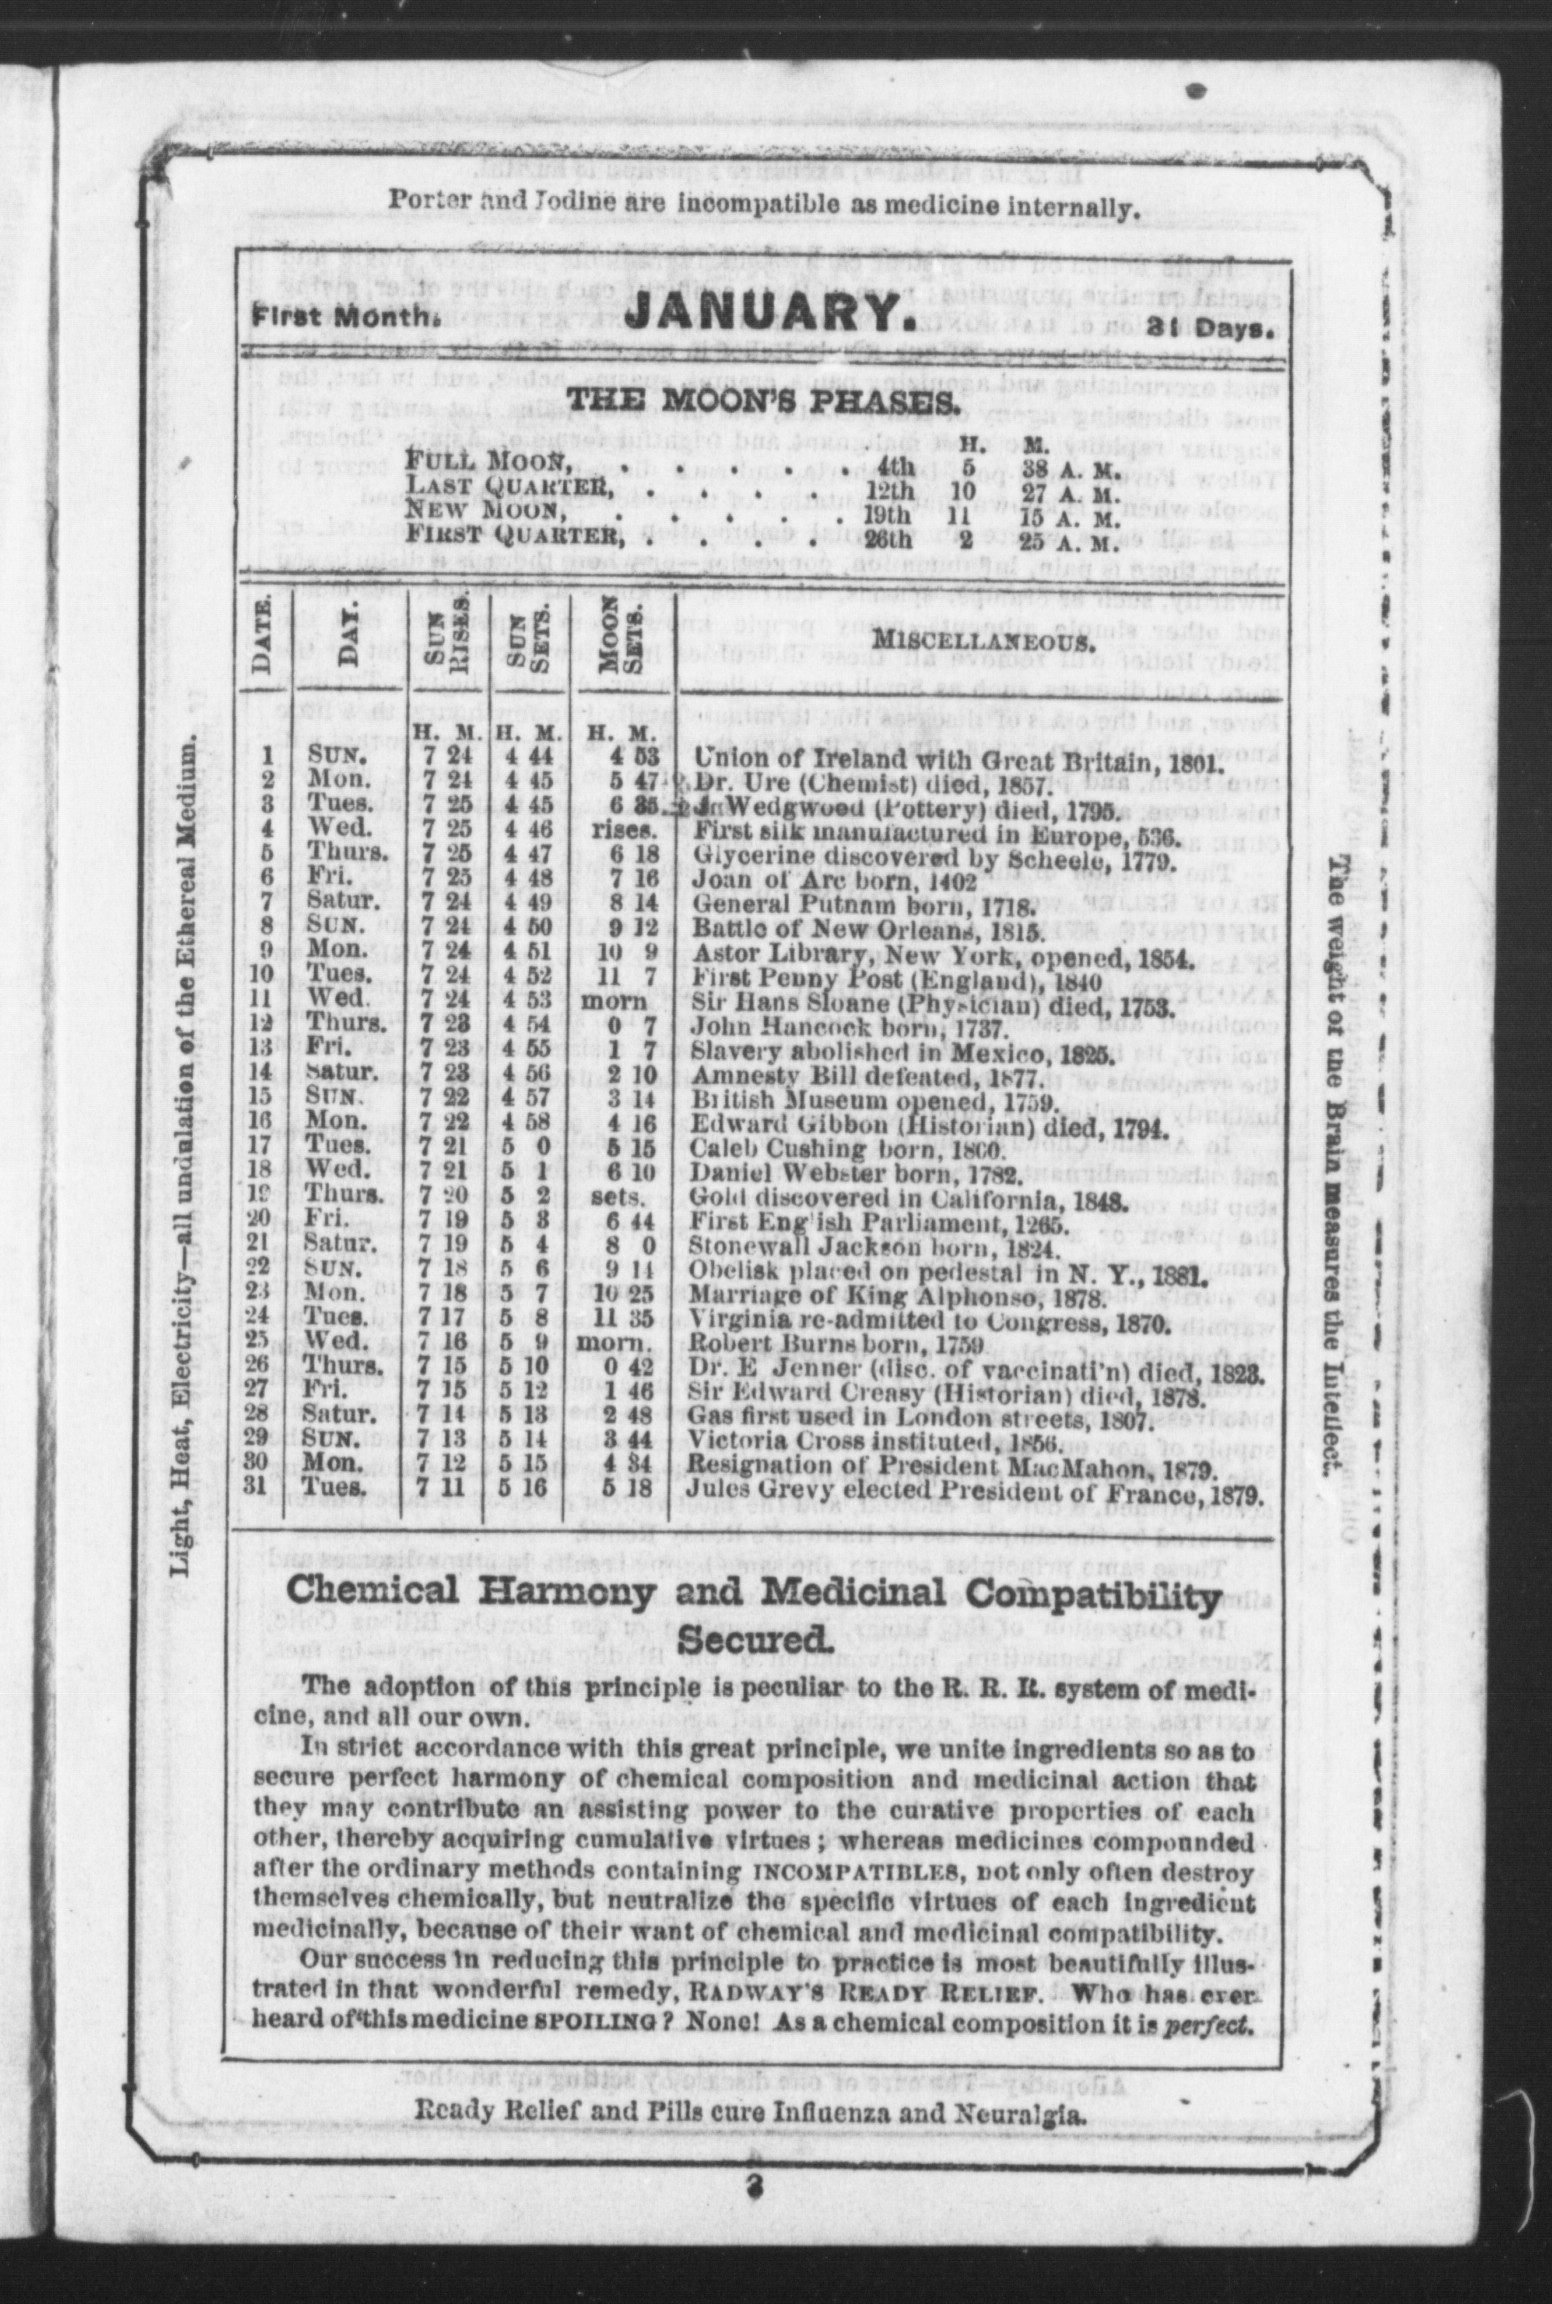 Porter and Iodine are incompatible as medicine internally.
First Month. JANUARY. 31 Days.
THE MOON'S PHASES.
H. M.
FULL MOON, . . . . . 4th 5 38 A. M.
LAST QUARTER, . . . . 12th 10 27 A. M.
NEW MOON, . . . . . 19th 11 15 A. M.
FIRST QUARTER, . . . . 26th 2 25 A. M.
DATE. DAY. SUN RISES. SUN SETS. MOON SETS. MISCELLANEOUS.
H. M. H. M. H. M.
1 SUN. 7 24 4 44 4 53 Union of Ireland with Great Britain, 1801.
2 Mon. 7 24 4 45 5 47 Dr. Ure (Chemist) died, 1857.
3 Tues. 7 25 4 45 6 35 J. Wedgwood (Pottery) died, 1795.
4 Wed. 7 25 4 46 rises. First silk manufactured in Europe, 536.
5 Thurs. 7 25 4 47 6 18 Glycerine discovered by Scheele, 1779.
6 Fri. 7 25 4 48 7 16 Joan of Arc born, 1402
7 Satur. 7 24 4 49 8 14 General Putnam born, 1718.
8 SUN. 7 24 4 50 9 12 Battle of New Orleans, 1815.
9 Mon. 7 24 4 51 10 9 Astor Library, New York, opened, 1854.
10 Tues. 7 24 4 52 11 7 First Penny Post (England), 1840
11 Wed. 7 24 4 53 morn Sir Hans Sloane (Physician) died, 1753.
12 Thurs. 7 23 4 54 0 7 John Hancock born, 1737.
13 Fri. 7 23 4 55 1 7 Slavery abolished in Mexico, 1825.
14 Satur. 7 23 4 56 2 10 Amnesty Bill defeated, 1877.
15 SUN. 7 22 4 57 3 14 British Museum opened, 1759.
16 Mon. 7 22 4 58 4 16 Edward Gibbon (Historian) died, 1794.
17 Tues. 7 21 5 0 5 15 Caleb Cushing born, 1800.
18 Wed. 7 21 5 1 6 10 Daniel Webster born, 1782.
19 Thurs. 7 20 5 2 sets. Gold discovered in California, 1848.
20 Fri. 7 19 5 3 6 44 First English Parliament, 1265.
21 Satur. 7 19 5 4 8 0 Stonewall Jackson born, 1824.
22 SUN. 7 18 5 6 9 14 Obelisk placed on pedestal in N. Y., 1881.
23 Mon. 7 18 5 7 10 25 Marriage of King Alphonso, 1878.
24 Tues. 7 17 5 8 11 35 Virginia re-admitted to Congress, 1870.
25 Wed. 7 16 5 9 morn. Robert Burns born, 1759
26 Thurs. 7 15 5 10 0 42 Dr. E Jenner (disc. of vaccinati'n) died, 1823.
27 Fri. 7 15 5 12 1 46 Sir Edward Creasy (Historian) died, 1878.
28 Satur. 7 14 5 13 2 48 Gas first used in London streets, 1807.
29 SUN. 7 13 5 14 3 44 Victoria Cross instituted, 1856.
30 Mon. 7 12 5 15 4 34 Resignation of President MacMahon, 1879.
31 Tues. 7 11 5 16 5 18 Jules Grevy elected President of France, 1879.
Chemical Harmony and Medicinal Compatibility
Secured.
The adoption of this principle is peculiar to the R. R. R. system of medi-
cine, and all our own.
In strict accordance with this great principle, we unite ingredients so as to
secure perfect harmony of chemical composition and medicinal action that
they may contribute an assisting power to the curative properties of each
other, thereby acquiring cumulative virtues; whereas medicines compounded
after the ordinary methods containing INCOMPATIBLES, not only often destroy
themselves chemically, but neutralize the specific virtues of each ingredient
medicinally, because of their want of chemical and medicinal compatibility.
Our success in reducing this principle to practice is most beautifully illus-
trated in that wonderful remedy, RADWAY'S READY RELIEF. Who has ever
heard of this medicine SPOILING? None! As a chemical composition it is perfect.
Ready Relief and Pills cure Influenza and Neuralgia.
3
Light, Heat, Electricity—all undulation of the Ethereal Medium.
The weight of the Brain measures the Intellect.